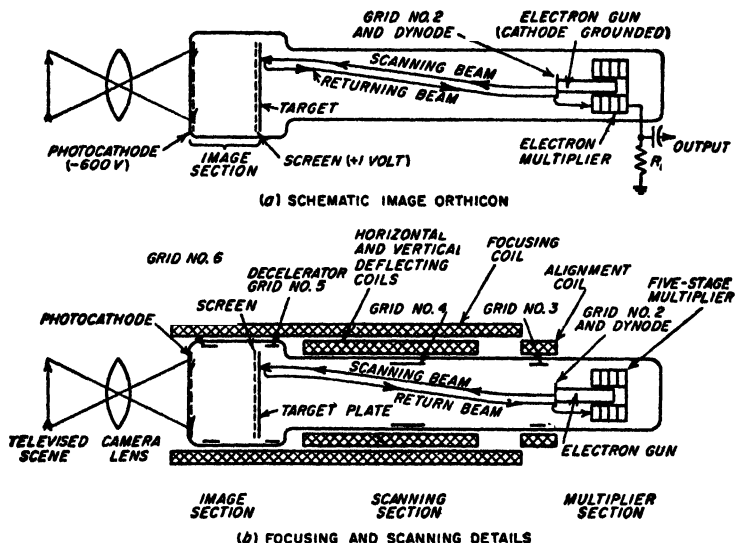 GRID NO.2
AND DYNODE
ELECTRON GUN
(CATHODE GROUNDED)
SCANNING BEAM
RETURNING BEAM
TARGET
PHOTOCATHODE
(-600 V)
IMAGE
SECTION
SCREEN (+1 VOLT)
ELECTRON
MULTIPLIER
R₁
OUTPUT
(a) SCHEMATIC IMAGE ORTHICON
GRID NO.6
DECELERATOR
GRID NO.5
HORIZONTAL
AND VERTICAL
DEFLECTING
COILS
FOCUSING
COIL
ALIGNMENT
COIL
FIVE-STAGE
MULTIPLIER
SCREEN
GRID NO.4
GRID NO.3
GRID NO.2
AND DYNODE
PHOTOCATHODE
SCANNING BEAM
RETURN BEAM
TARGET PLATE
TELEVISED
SCENE
CAMERA
LENS
ELECTRON GUN
IMAGE
SECTION
SCANNING
SECTION
MULTIPLIER
SECTION
(b) FOCUSING AND SCANNING DETAILS